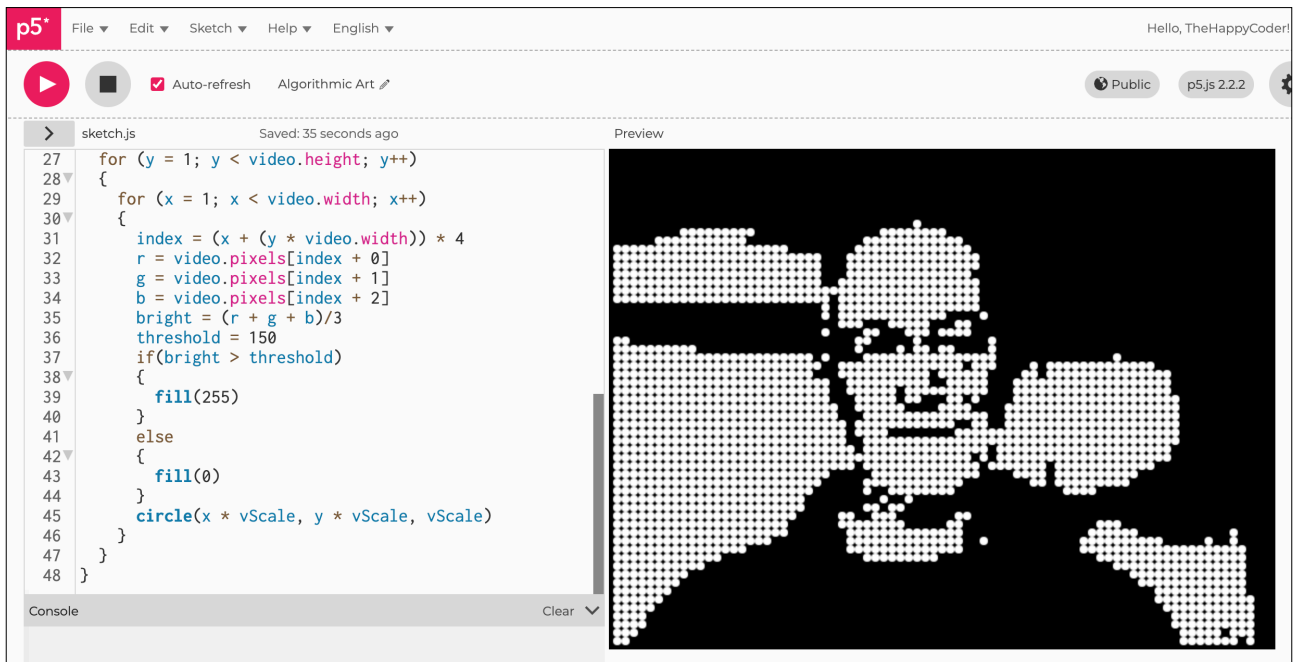 p5* File Edit Sketch Help English Hello, TheHappyCoder!
Auto-refresh Algorithmic Art Public p5.js 2.2.2
sketch.js Saved: 35 seconds ago Preview
27 for (y = 1; y < video.height; y++)
28 {
29 for (x = 1; x < video.width; x++)
30 {
31 index = (x + (y * video.width)) * 4
32 r = video.pixels[index + 0]
33 g = video.pixels[index + 1]
34 b = video.pixels[index + 2]
35 bright = (r + g + b)/3
36 threshold = 150
37 if(bright > threshold)
38 {
39 fill(255)
40 }
41 else
42 {
43 fill(0)
44 }
45 circle(x * vScale, y * vScale, vScale)
46 }
47 }
48 }
Console Clear